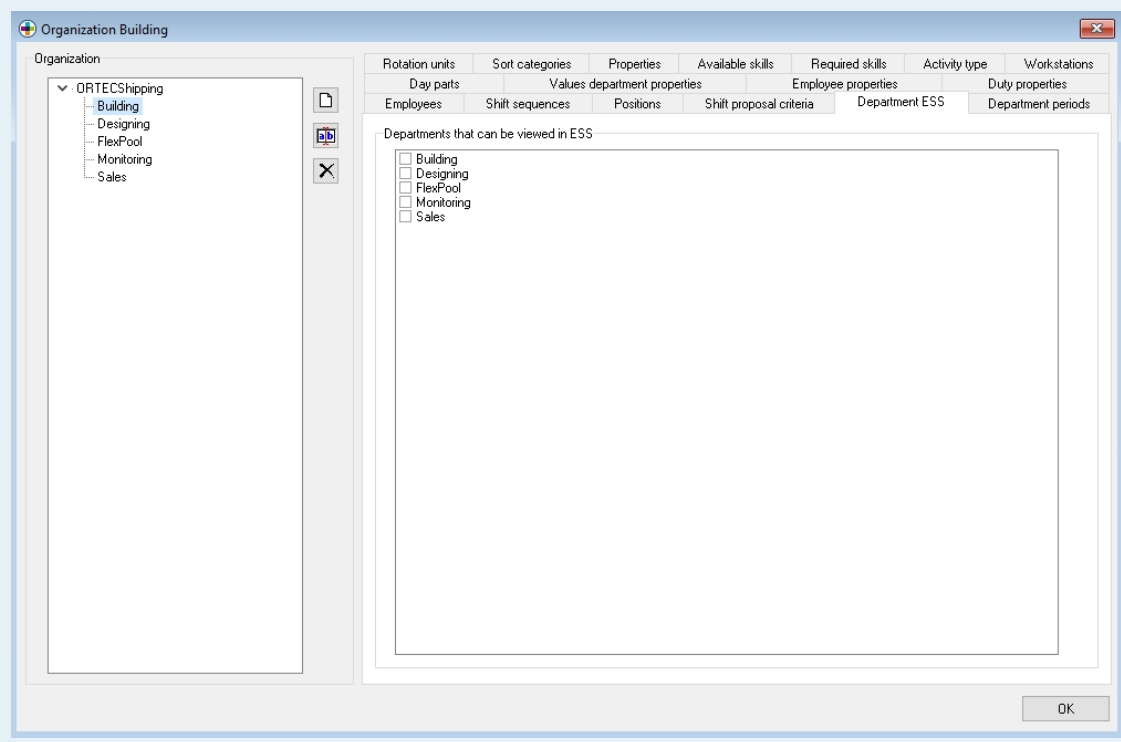 Organization Building
Organization
ORTECShipping
Building
Designing
FlexPool
Monitoring
Sales
ab
Rotation units Sort categories Properties Available skills Required skills Activity type Workstations
Day parts Values department properties Employee properties Duty properties
Employees Shift sequences Positions Shift proposal criteria Department ESS Department periods
Departments that can be viewed in ESS
Building
Designing
FlexPool
Monitoring
Sales
OK